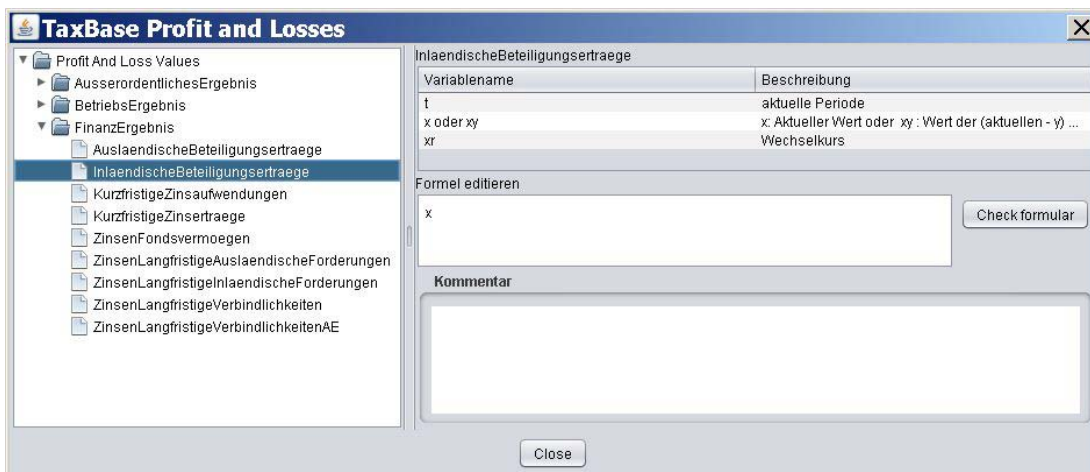 TaxBase Profit and Losses
Profit And Loss Values
AusserordentlichesErgebnis
BetriebsErgebnis
FinanzErgebnis
AuslaendischeBeteiligungsertraege
InlaendischeBeteiligungsertraege
KurzfristigeZinsaufwendungen
KurzfristigeZinsertraege
ZinsenFondsvermoegen
ZinsenLangfristigeAuslaendischeForderungen
ZinsenLangfristigeInlaendischeForderungen
ZinsenLangfristigeVerbindlichkeiten
ZinsenLangfristigeVerbindlichkeitenAE
InlaendischeBeteiligungsertraege
Variablename Beschreibung
t aktuelle Periode
x oder xy x: Aktueller Wert oder xy : Wert der (aktuellen - y) ...
xr Wechselkurs
Formel editieren
x
Check formular
Kommentar
Close